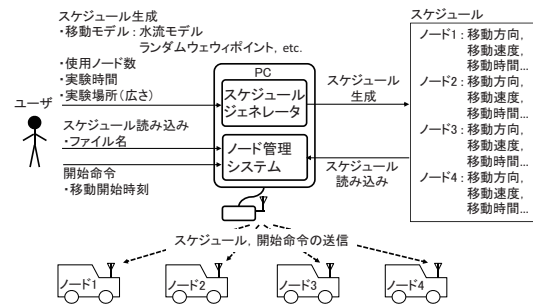 スケジュール生成
・移動モデル：水流モデル
ランダムウェウィポイント，etc.
・使用ノード数
・実験時間
・実験場所（広さ）
ユーザ
スケジュール読み込み
・ファイル名
開始命令
・移動開始時刻
PC
スケジュール
ジェネレータ
ノード管理
システム
スケジュール
生成
スケジュール
読み込み
スケジュール
ノード1：移動方向，
移動速度，
移動時間…
ノード2：移動方向，
移動速度，
移動時間…
ノード3：移動方向，
移動速度，
移動時間…
ノード4：移動方向，
移動速度，
移動時間…
スケジュール，開始命令の送信
ノード1
ノード2
ノード3
ノード4